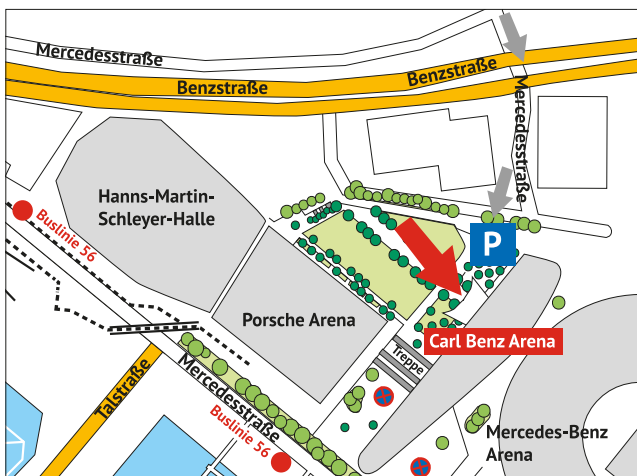 Mercedesstraße
Benzstraße
Benzstraße
Mercedesstraße
Hanns-Martin-
Schleyer-Halle
Buslinie 56
P
Porsche Arena
Carl Benz Arena
Treppe
Mercedesstraße
Talstraße
Buslinie 56
Mercedes-Benz
Arena